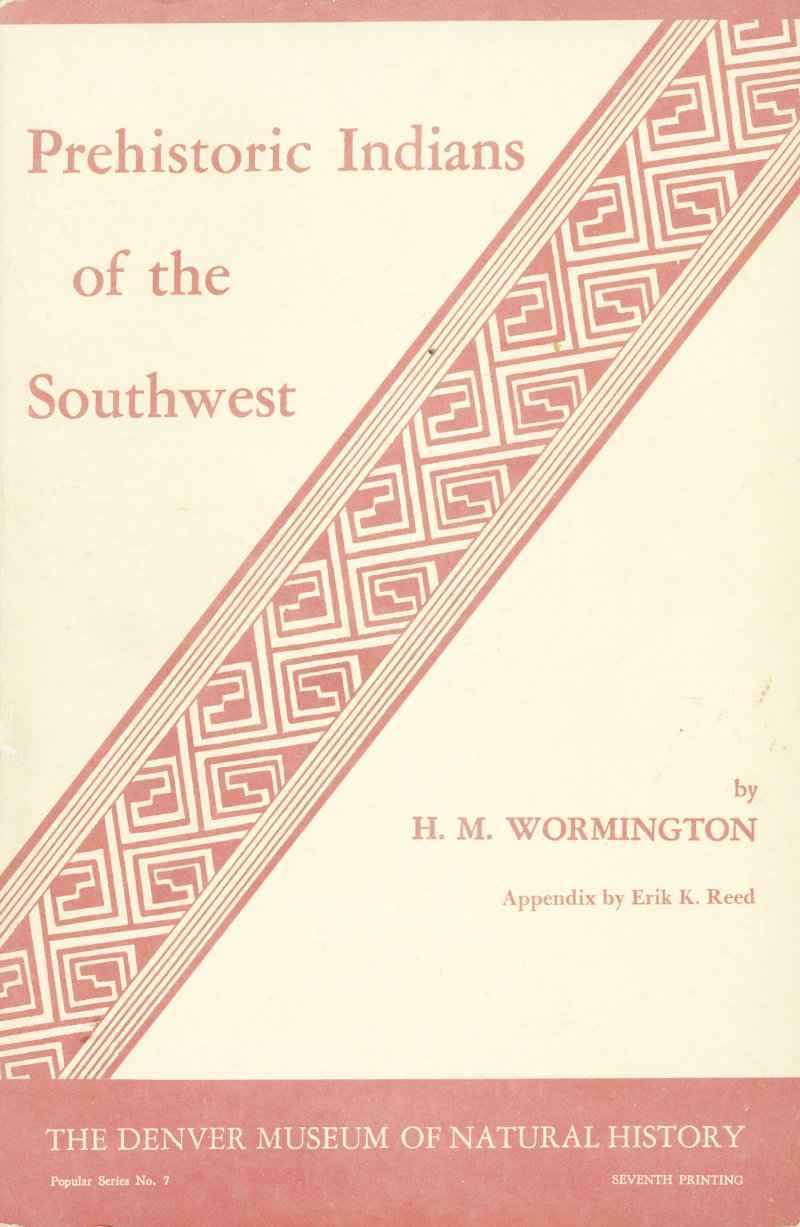 Prehistoric Indians
of the
Southwest
by
H. M. WORMINGTON
Appendix by Erik K. Reed
THE DENVER MUSEUM OF NATURAL HISTORY
Popular Series No. 7
SEVENTH PRINTING